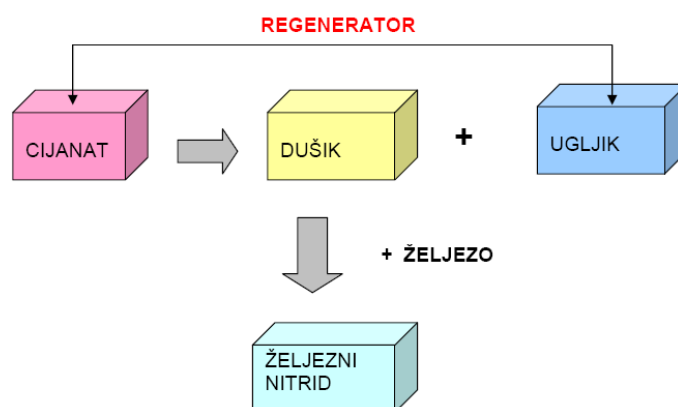 REGENERATOR
CIJANAT
DUŠIK
+
UGLJIK
+ ŽELJEZO
ŽELJEZNI
NITRID